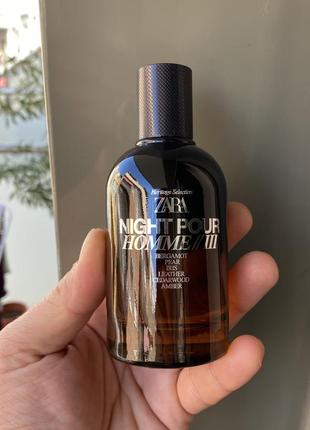 Heritage Selection
ZARA
NIGHT POUR
HOMME // III
BERGAMOT
PEAR
IRIS
LEATHER
CEDARWOOD
AMBER